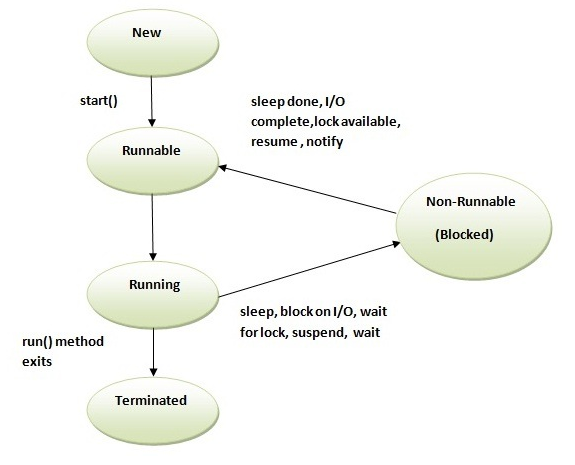 New
start()
sleep done, I/O
complete,lock available,
resume , notify
Runnable
Non-Runnable
(Blocked)
Running
sleep, block on I/O, wait
for lock, suspend, wait
run() method
exits
Terminated